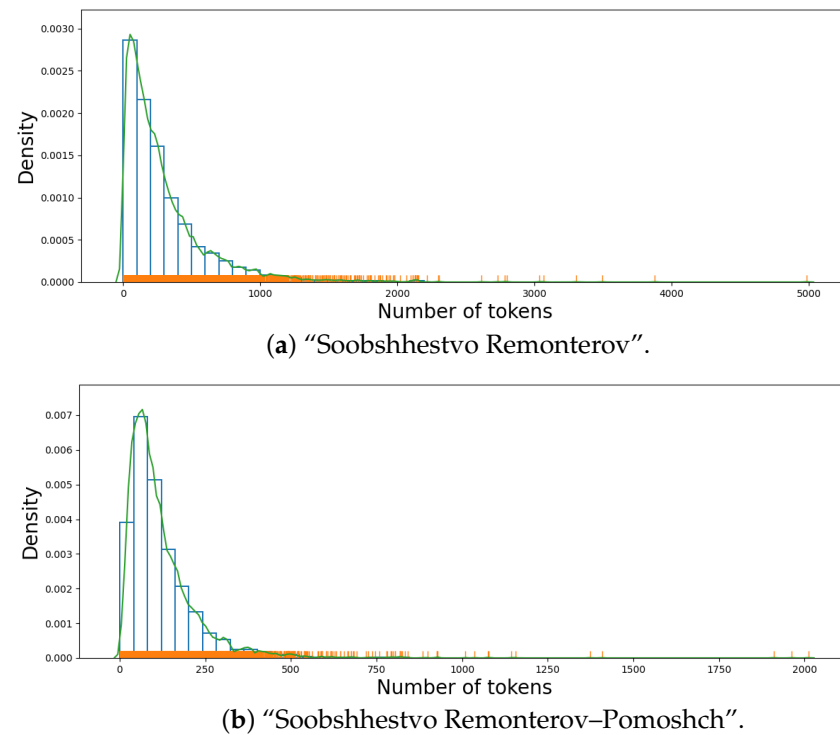 0.0030
0.0025
0.0020
0.0015
0.0010
0.0005
0.0000
Density
0 1000 2000 3000 4000 5000
Number of tokens
(a) “Soobshhestvo Remonterov”.
0.007
0.006
0.005
0.004
0.003
0.002
0.001
0.000
Density
0 250 500 750 1000 1250 1500 1750 2000
Number of tokens
(b) “Soobshhestvo Remonterov–Pomoshch”.